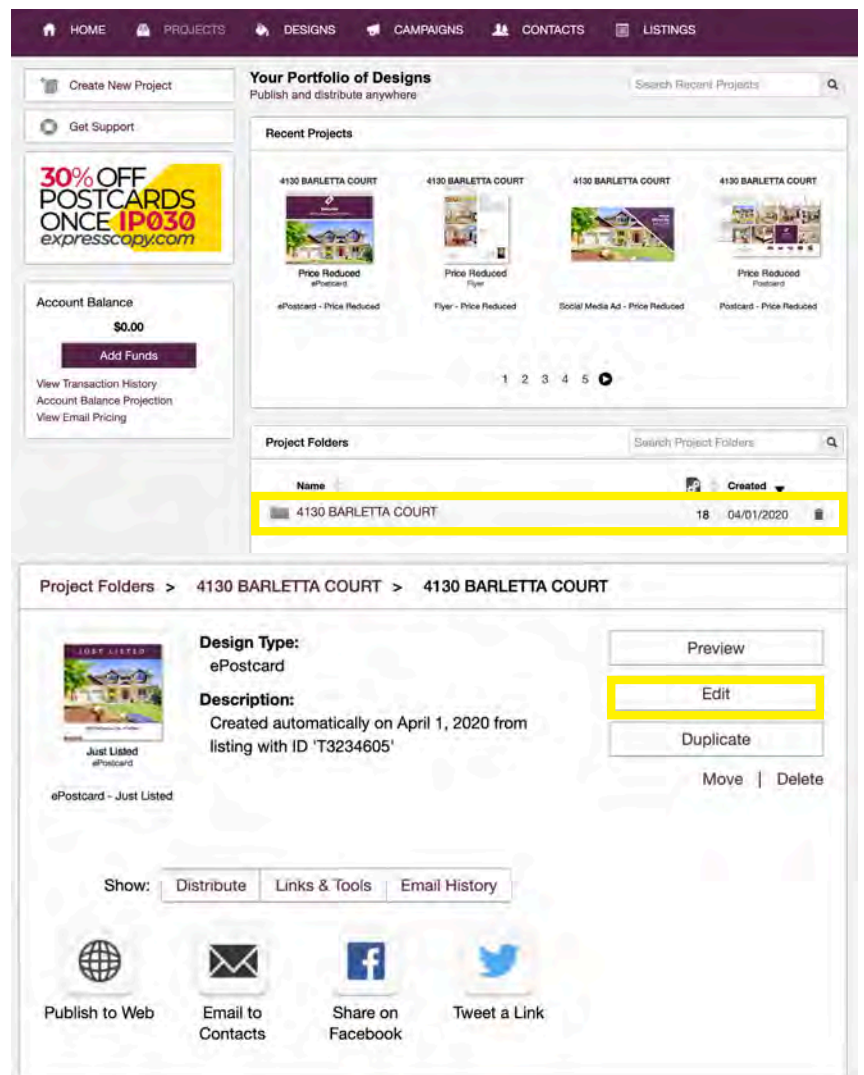 HOME PROJECTS DESIGNS CAMPAIGNS CONTACTS LISTINGS
Create New Project
Get Support
30% OFF
POSTCARDS
ONCE IP030
expresscopy.com
Account Balance
$0.00
Add Funds
View Transaction History
Account Balance Projection
View Email Pricing
Your Portfolio of Designs
Publish and distribute anywhere
Search Recent Projects
Recent Projects
4130 BARLETTA COURT
Price Reduced
ePostcard
ePostcard - Price Reduced
4130 BARLETTA COURT
Price Reduced
Flyer
Flyer - Price Reduced
4130 BARLETTA COURT
Social Media Ad - Price Reduced
4130 BARLETTA COURT
Price Reduced
Postcard
Postcard - Price Reduced
1 2 3 4 5
Project Folders
Search Project Folders
Name Created
4130 BARLETTA COURT 18 04/01/2020
Project Folders > 4130 BARLETTA COURT > 4130 BARLETTA COURT
JUST LISTED
Just Listed
ePostcard
ePostcard - Just Listed
Design Type:
ePostcard
Description:
Created automatically on April 1, 2020 from
listing with ID 'T3234605'
Preview
Edit
Duplicate
Move | Delete
Show: Distribute Links & Tools Email History
Publish to Web
Email to
Contacts
Share on
Facebook
Tweet a Link